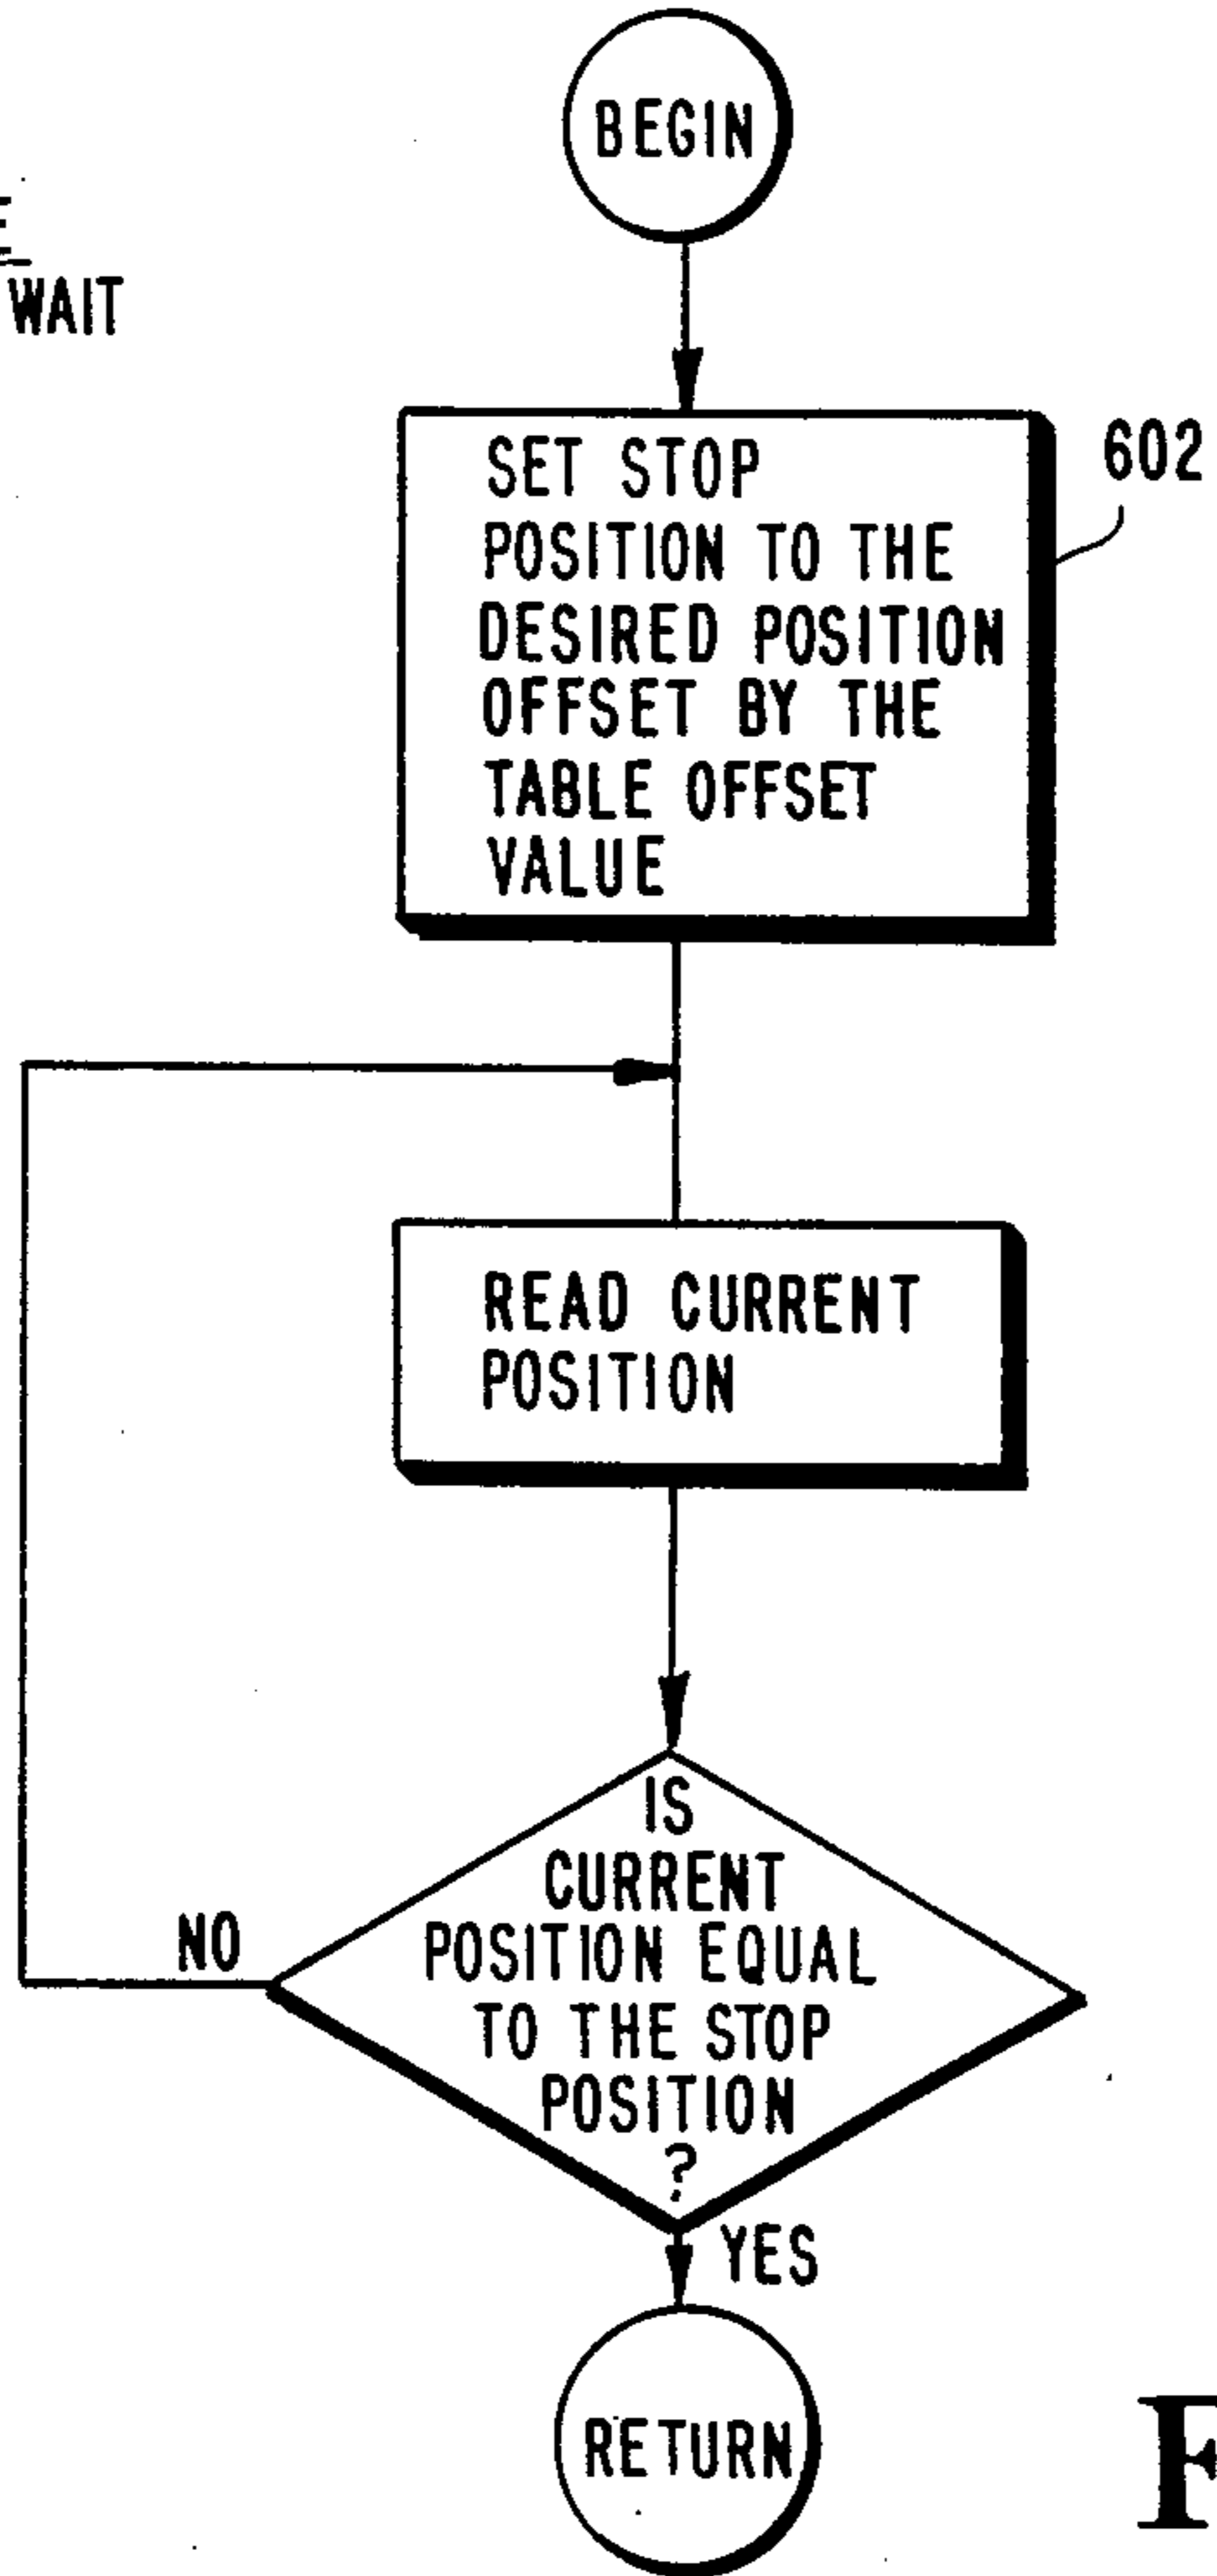 BEGIN
WAIT
SET STOP
POSITION TO THE
DESIRED POSITION
OFFSET BY THE
TABLE OFFSET
VALUE
602
READ CURRENT
POSITION
IS
CURRENT
POSITION EQUAL
TO THE STOP
POSITION
?
NO
YES
RETURN